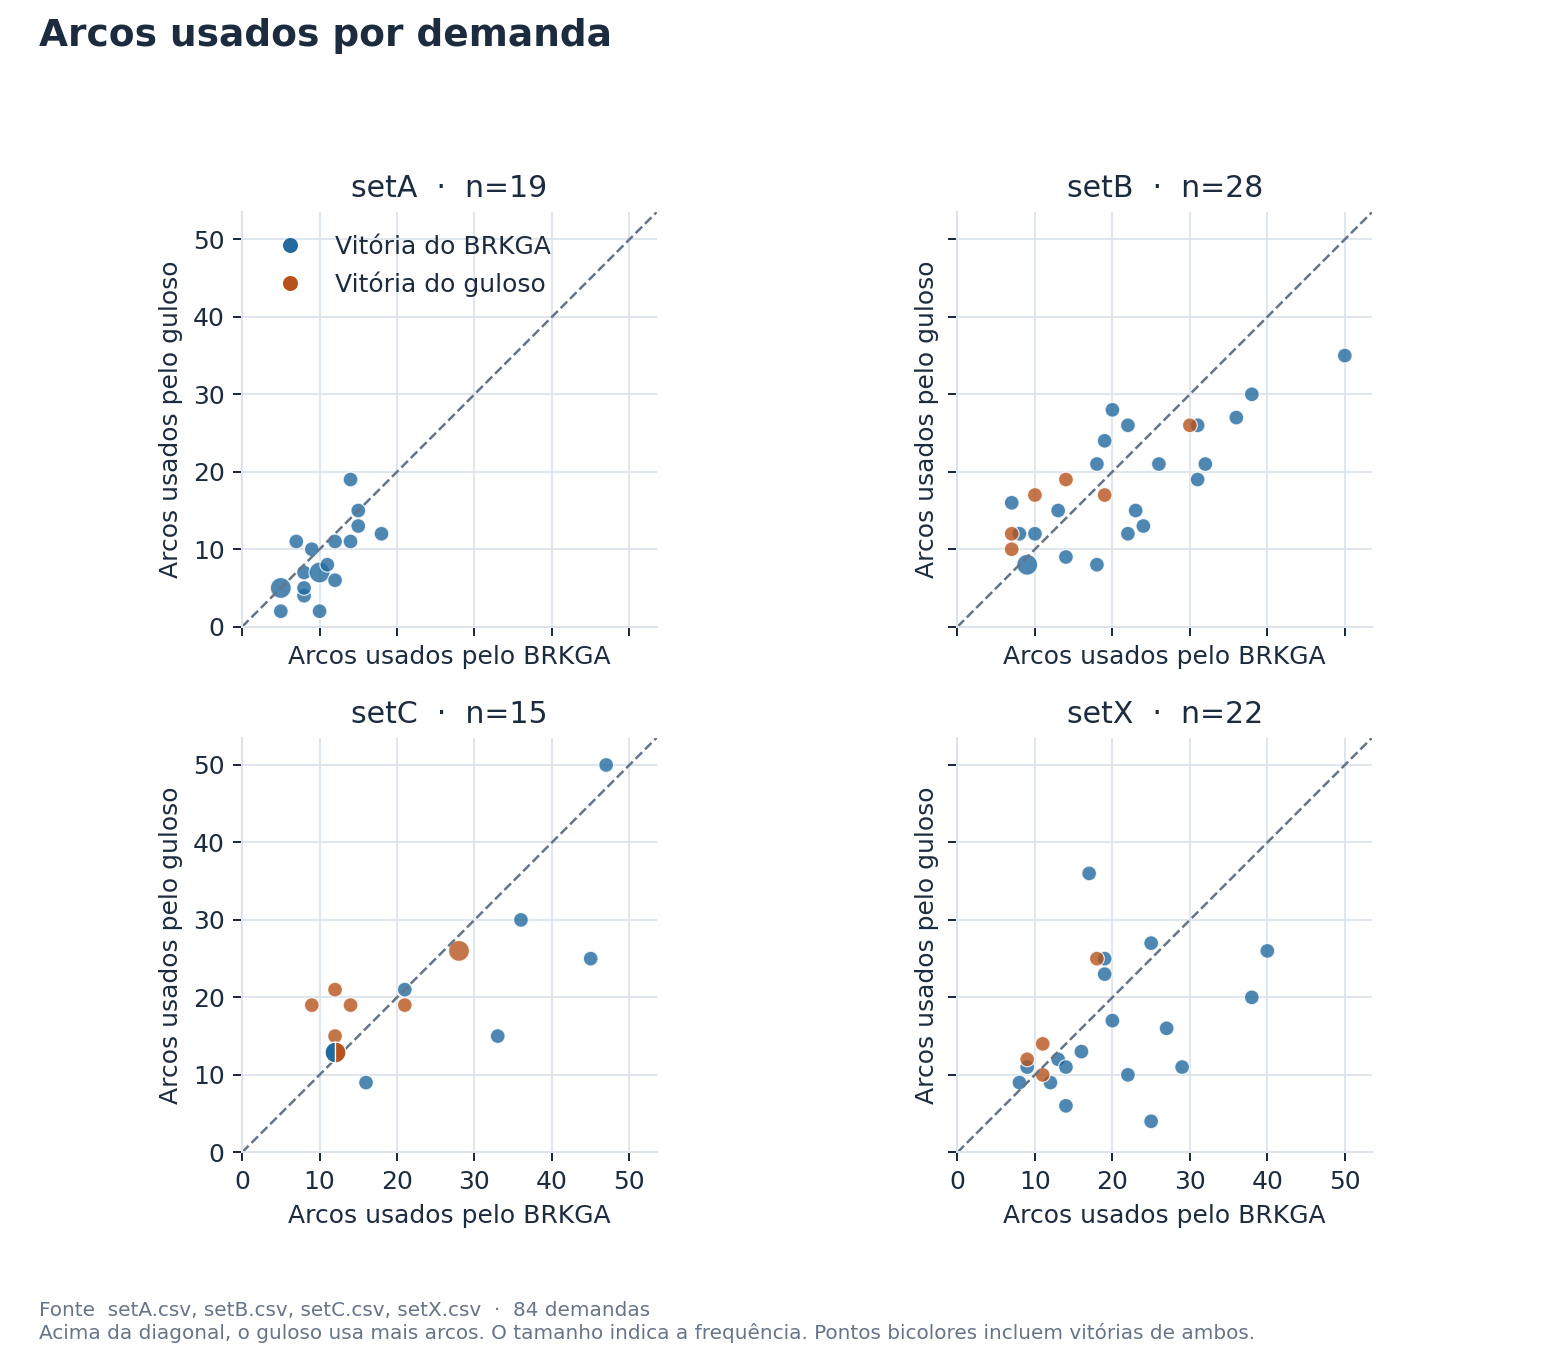 Arcos usados por demanda
setA · n=19
50
40
30
20
10
0
Arcos usados pelo guloso
Vitória do BRKGA
Vitória do guloso
Arcos usados pelo BRKGA
setB · n=28
Arcos usados pelo guloso
Arcos usados pelo BRKGA
setC · n=15
50
40
30
20
10
0
Arcos usados pelo guloso
0 10 20 30 40 50
Arcos usados pelo BRKGA
setX · n=22
Arcos usados pelo guloso
0 10 20 30 40 50
Arcos usados pelo BRKGA
Fonte setA.csv, setB.csv, setC.csv, setX.csv · 84 demandas
Acima da diagonal, o guloso usa mais arcos. O tamanho indica a frequência. Pontos bicolores incluem vitórias de ambos.